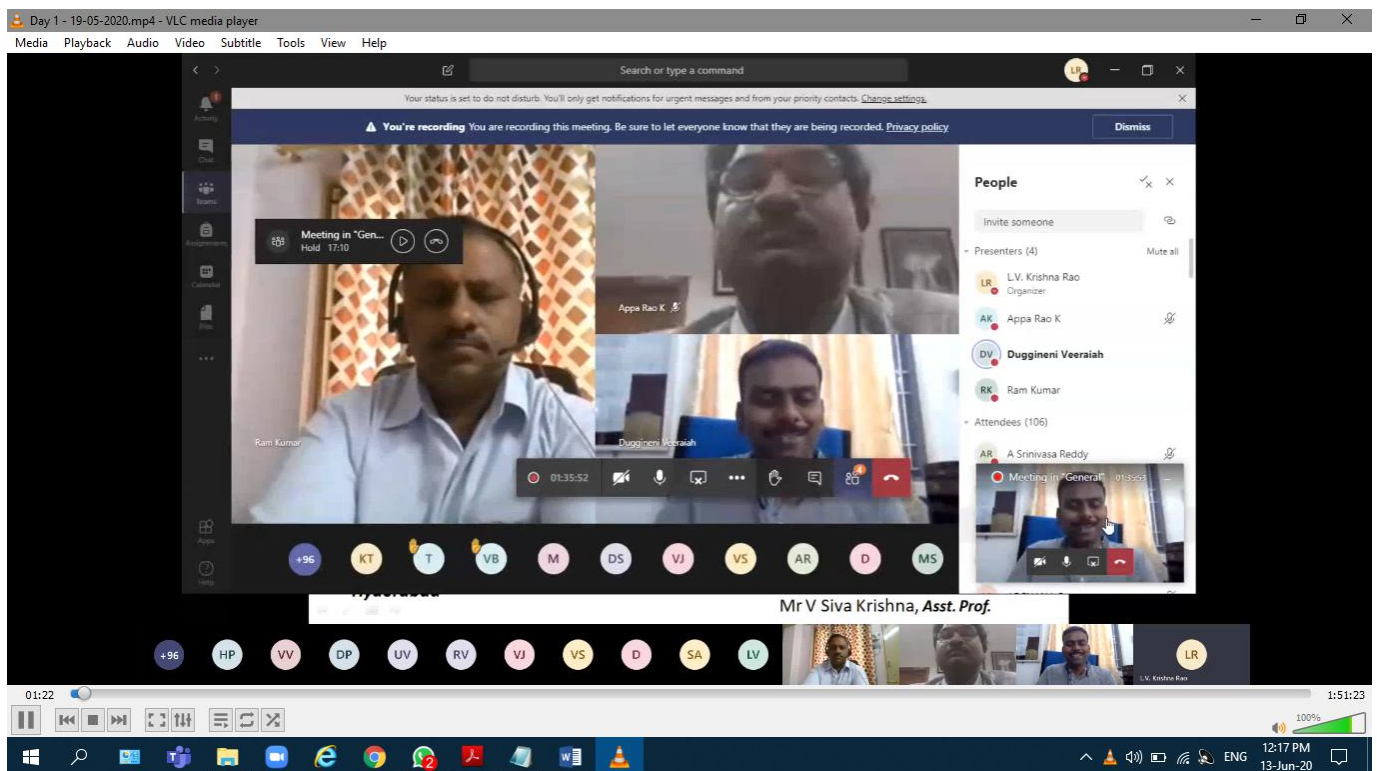 Day 1 - 19-05-2020.mp4 - VLC media player
Media Playback Audio Video Subtitle Tools View Help
Search or type a command
LR
Your status is set to do not disturb. You'll only get notifications for urgent messages and from your priority contacts. Change settings.
You're recording You are recording this meeting. Be sure to let everyone know that they are being recorded. Privacy policy
Dismiss
Activity
Chat
Teams
Assignments
Calendar
Files
Apps
Help
Meeting in "Gen...
Hold 17:10
Appa Rao K
Ram Kumar
Duggineni Veeraiah
01:35:52
4
People
Invite someone
Presenters (4) Mute all
LR L.V. Krishna Rao
Organizer
AK Appa Rao K
DV Duggineni Veeraiah
RK Ram Kumar
Attendees (106)
AR A Srinivasa Reddy
Meeting in "General" 01:35:53
+96 KT T VB M DS VJ VS AR D MS
Hyderabad
Mr V Siva Krishna, Asst. Prof.
+96 HP VV DP UV RV VJ VS D SA LV LR
L.V. Krishna Rao
01:22 1:51:23
100%
2
ENG
12:17 PM
13-Jun-20